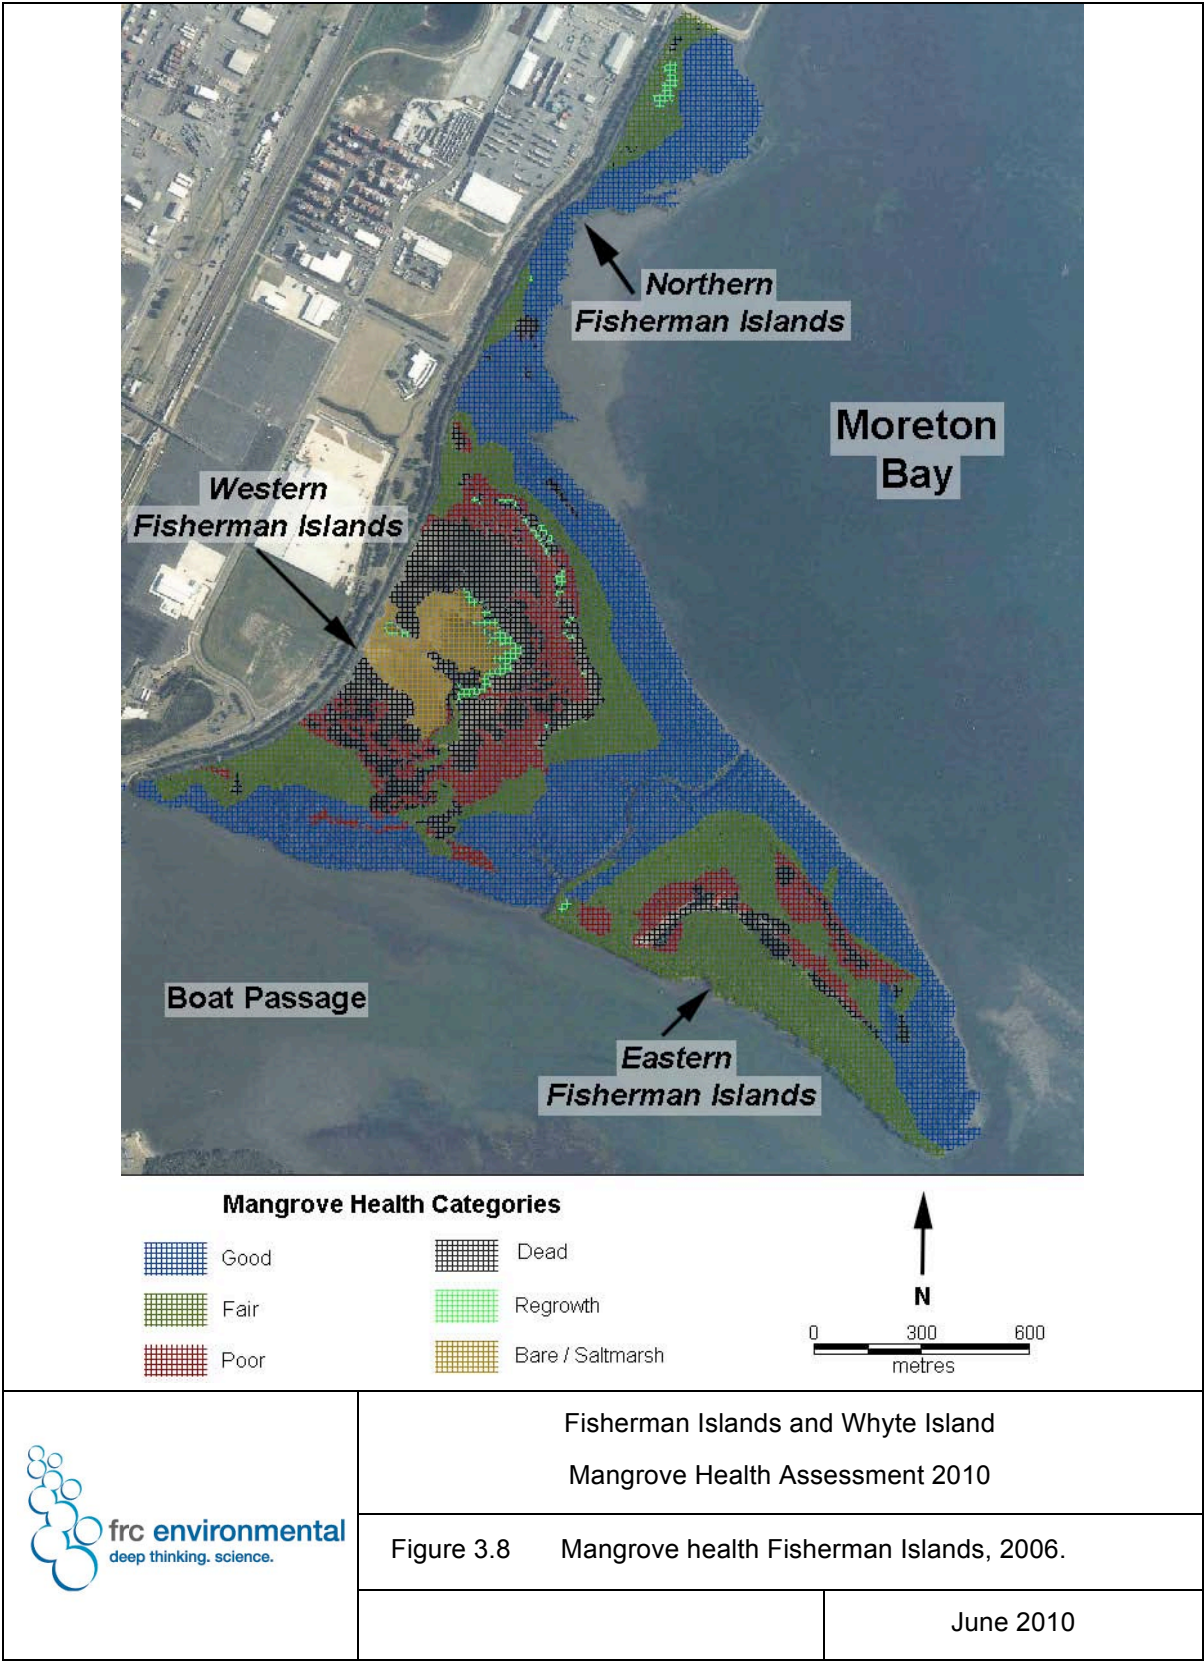 Northern
Fisherman Islands
Moreton
Bay
Western
Fisherman Islands
Boat Passage
Eastern
Fisherman Islands
Mangrove Health Categories
Good
Fair
Poor
Dead
Regrowth
Bare / Saltmarsh
N
0 300 600
metres
frc environmental
deep thinking. science.
Fisherman Islands and Whyte Island
Mangrove Health Assessment 2010
Figure 3.8 Mangrove health Fisherman Islands, 2006.
June 2010